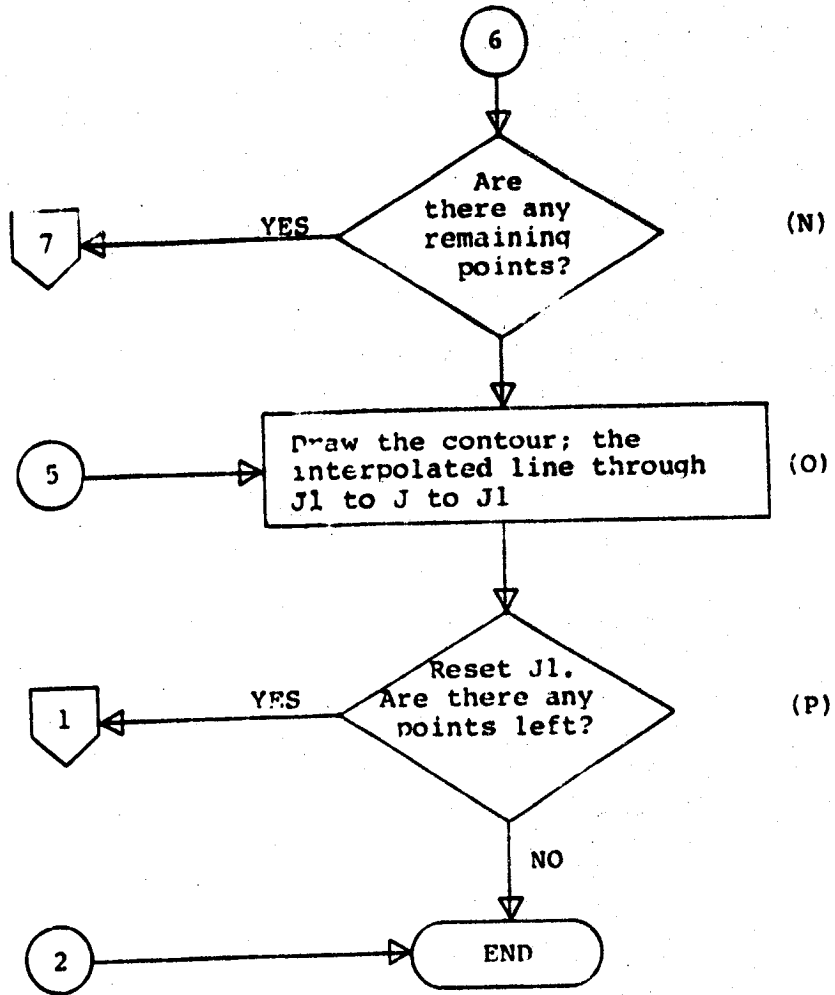 6
Are
there any
remaining
points?
(N)
YES
7
Draw the contour; the
interpolated line through
J1 to J to J1
(O)
5
Reset J1.
Are there any
points left?
(P)
YES
1
NO
2
END